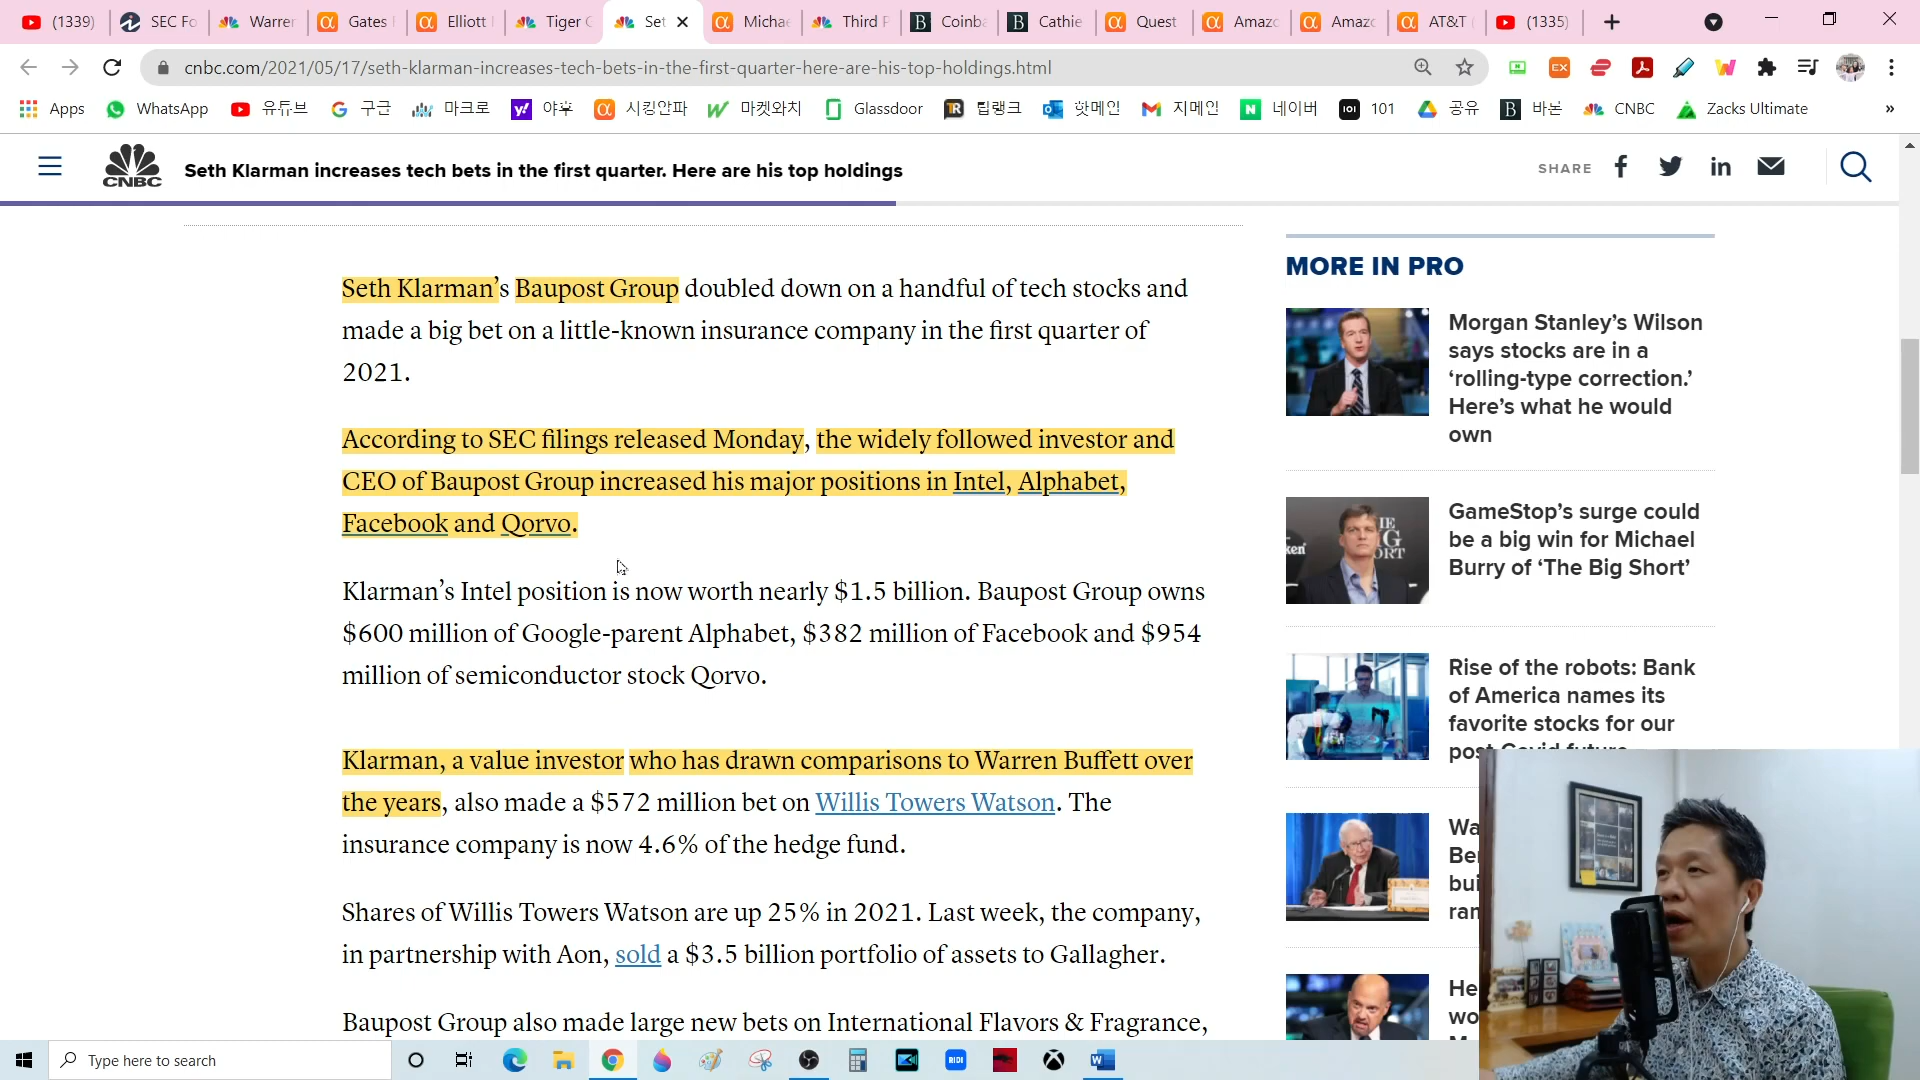 (1339)
SEC Fo
Warrer
Gates
Elliott
Tiger
Set
Micha
Third
Coinb
Cathie
Quest
Amaz
Amaz
AT&T
(1335)
cnbc.com/2021/05/17/seth-klarman-increases-tech-bets-in-the-first-quarter-here-are-his-top-holdings.html
Apps
WhatsApp
유튜브
구글
마크로
야후
시킹알파
마켓와치
Glassdoor
팁랭크
핫메인
지메인
네이버
101
공유
바론
CNBC
Zacks Ultimate
CNBC
Seth Klarman increases tech bets in the first quarter. Here are his top holdings
SHARE
Seth Klarman’s Baupost Group doubled down on a handful of tech stocks and
made a big bet on a little-known insurance company in the first quarter of
2021.
According to SEC filings released Monday, the widely followed investor and
CEO of Baupost Group increased his major positions in Intel, Alphabet,
Facebook and Qorvo.
Klarman’s Intel position is now worth nearly $1.5 billion. Baupost Group owns
$600 million of Google-parent Alphabet, $382 million of Facebook and $954
million of semiconductor stock Qorvo.
Klarman, a value investor who has drawn comparisons to Warren Buffett over
the years, also made a $572 million bet on Willis Towers Watson. The
insurance company is now 4.6% of the hedge fund.
Shares of Willis Towers Watson are up 25% in 2021. Last week, the company,
in partnership with Aon, sold a $3.5 billion portfolio of assets to Gallagher.
Baupost Group also made large new bets on International Flavors & Fragrance,
MORE IN PRO
Morgan Stanley’s Wilson
says stocks are in a
‘rolling-type correction.’
Here’s what he would
own
GameStop’s surge could
be a big win for Michael
Burry of ‘The Big Short’
Rise of the robots: Bank
of America names its
favorite stocks for our
post-Covid future
Wa
Ber
bui
ran
He
wo
Type here to search